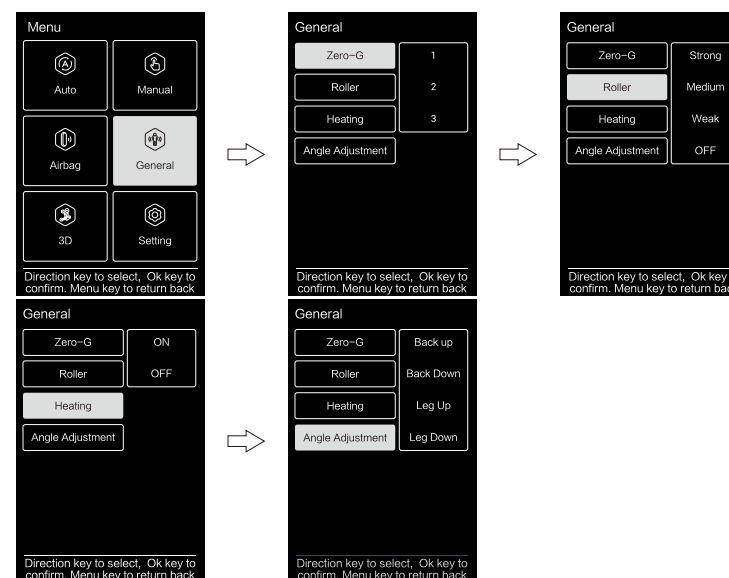 Menu
Auto
Manual
Airbag
General
3D
Setting
Direction key to select, Ok key to
confirm. Menu key to return back
General
Zero-G
1
Roller
2
Heating
3
Angle Adjustment
Direction key to select, Ok key to
confirm. Menu key to return back
General
Zero-G
Strong
Roller
Medium
Heating
Weak
Angle Adjustment
OFF
Direction key to select, Ok key
confirm. Menu key to return
General
Zero-G
ON
Roller
OFF
Heating
Angle Adjustment
Direction key to select, Ok key to
confirm. Menu key to return back
General
Zero-G
Back up
Roller
Back Down
Heating
Leg Up
Angle Adjustment
Leg Down
Direction key to select, Ok key to
confirm. Menu key to return back